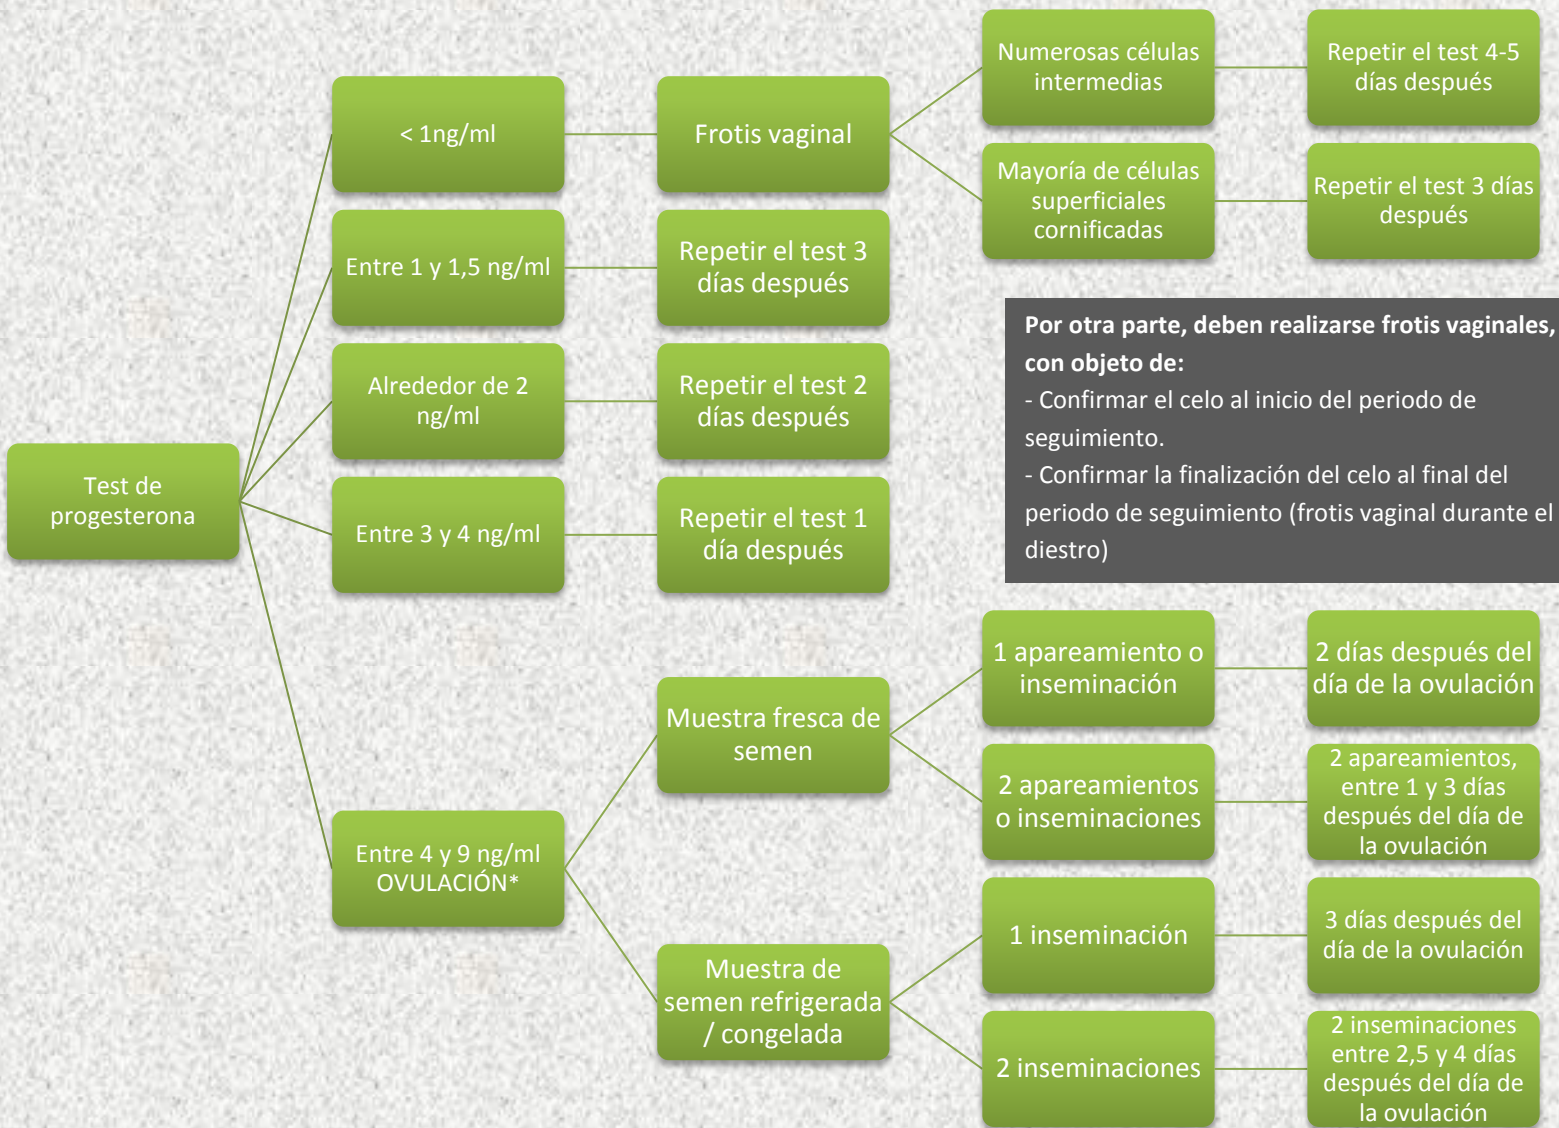 Test de
progesterona
< 1ng/ml
Frotis vaginal
Numerosas células
intermedias
Repetir el test 4-5
días después
Mayoría de células
superficiales
cornificadas
Repetir el test 3 días
después
Entre 1 y 1,5 ng/ml
Repetir el test 3
días después
Alrededor de 2
ng/ml
Repetir el test 2
días después
Entre 3 y 4 ng/ml
Repetir el test 1
día después
Por otra parte, deben realizarse frotis vaginales,
con objeto de:
- Confirmar el celo al inicio del periodo de
seguimiento.
- Confirmar la finalización del celo al final del
periodo de seguimiento (frotis vaginal durante el
diestro)
Entre 4 y 9 ng/ml
OVULACIÓN*
Muestra fresca de
semen
1 apareamiento o
inseminación
2 días después del
día de la ovulación
2 apareamientos
o inseminaciones
2 apareamientos,
entre 1 y 3 días
después del día de
la ovulación
Muestra de
semen refrigerada
/ congelada
1 inseminación
3 días después del
día de la ovulación
2 inseminaciones
2 inseminaciones
entre 2,5 y 4 días
después del día de
la ovulación